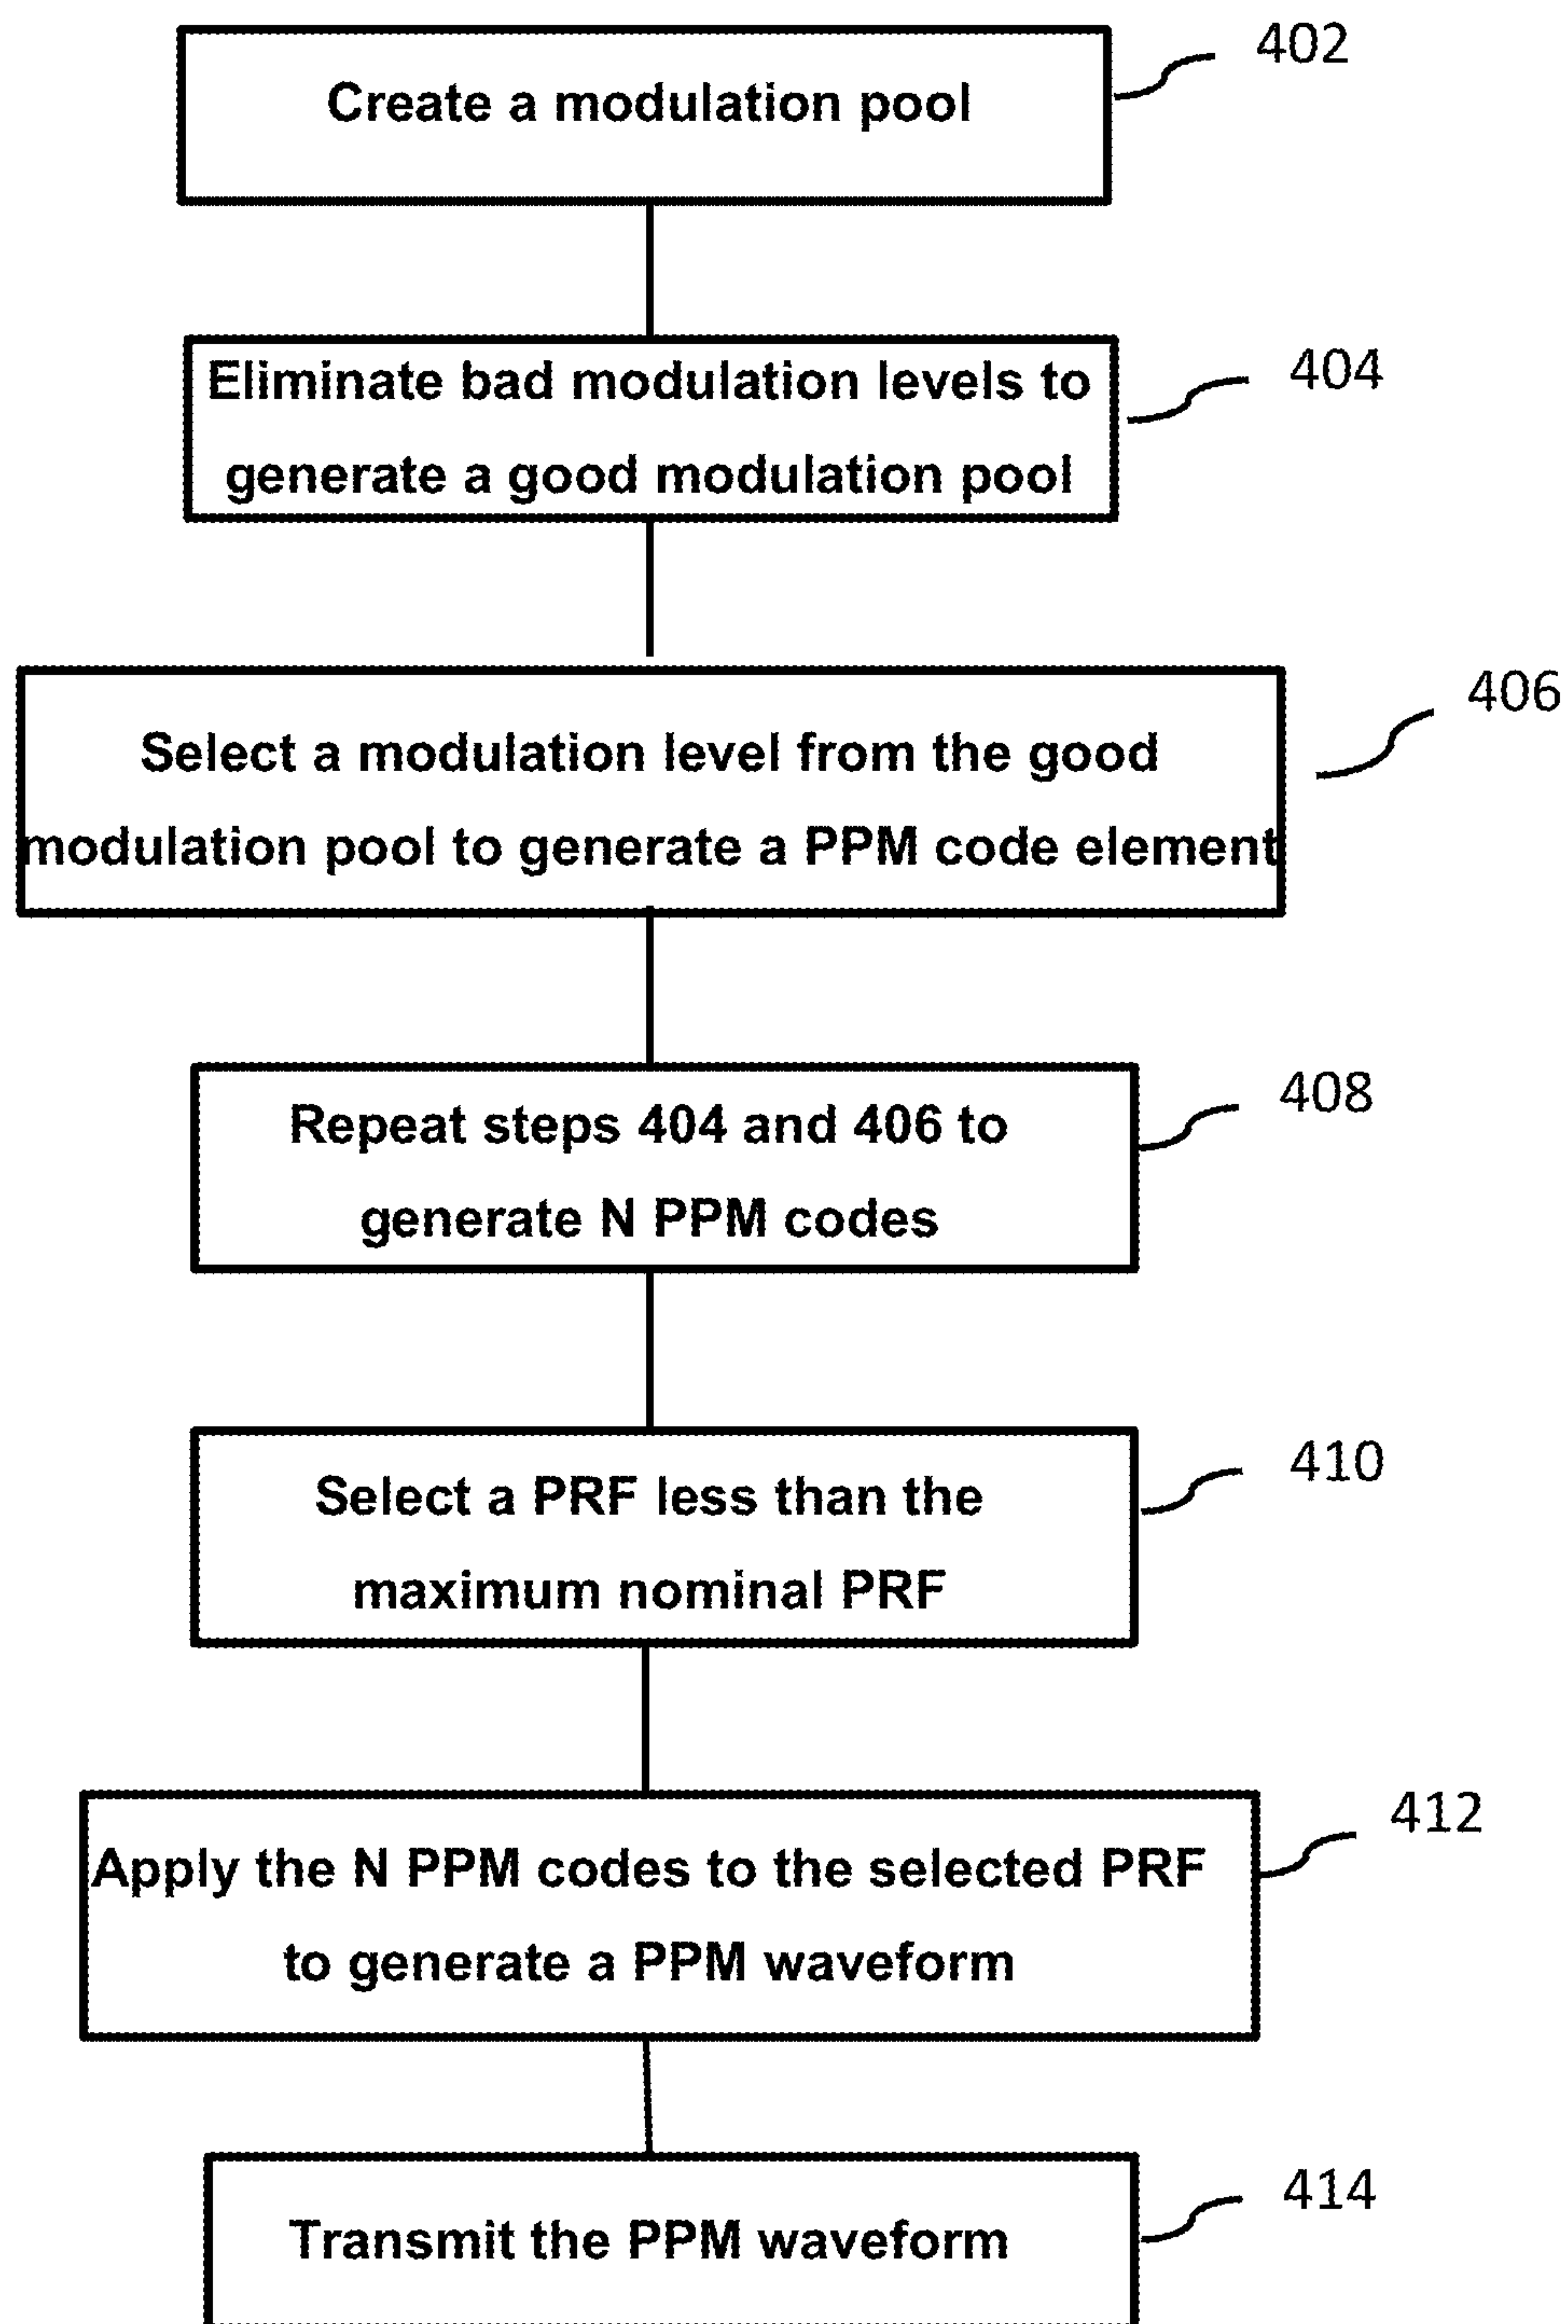 Create a modulation pool
402
Eliminate bad modulation levels to
generate a good modulation pool
404
Select a modulation level from the good
modulation pool to generate a PPM code element
406
Repeat steps 404 and 406 to
generate N PPM codes
408
Select a PRF less than the
maximum nominal PRF
410
Apply the N PPM codes to the selected PRF
to generate a PPM waveform
412
Transmit the PPM waveform
414